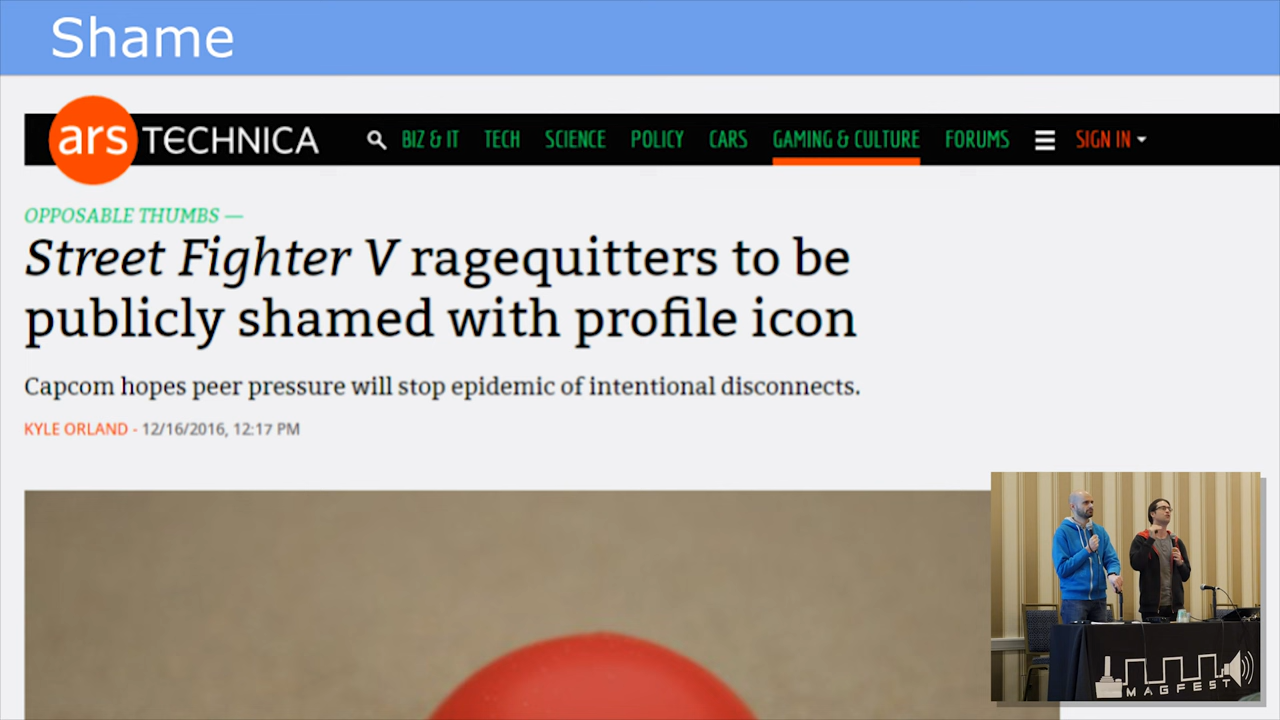 Shame
ars TECHNICA BIZ & IT TECH SCIENCE POLICY CARS GAMING & CULTURE FORUMS SIGN IN
OPPOSABLE THUMBS —
Street Fighter V ragequitters to be
publicly shamed with profile icon
Capcom hopes peer pressure will stop epidemic of intentional disconnects.
KYLE ORLAND - 12/16/2016, 12:17 PM
MAGFEST